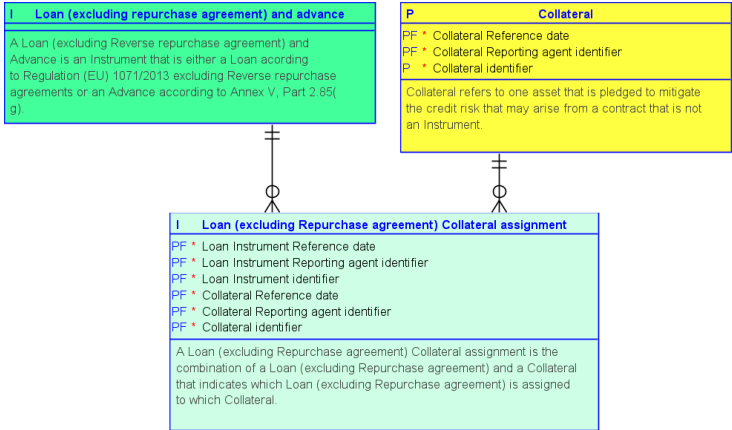 I Loan (excluding repurchase agreement) and advance
A Loan (excluding Reverse repurchase agreement) and
Advance is an Instrument that is either a Loan acording
to Regulation (EU) 1071/2013 excluding Reverse repurchase
agreements or an Advance according to Annex V, Part 2.85(
g).
P Collateral
PF * Collateral Reference date
PF * Collateral Reporting agent identifier
P * Collateral identifier
Collateral refers to one asset that is pledged to mitigate
the credit risk that may arise from a contract that is not
an Instrument.
I Loan (excluding Repurchase agreement) Collateral assignment
PF * Loan Instrument Reference date
PF * Loan Instrument Reporting agent identifier
PF * Loan Instrument identifier
PF * Collateral Reference date
PF * Collateral Reporting agent identifier
PF * Collateral identifier
A Loan (excluding Repurchase agreement) Collateral assignment is the
combination of a Loan (excluding Repurchase agreement) and a Collateral
that indicates which Loan (excluding Repurchase agreement) is assigned
to which Collateral.